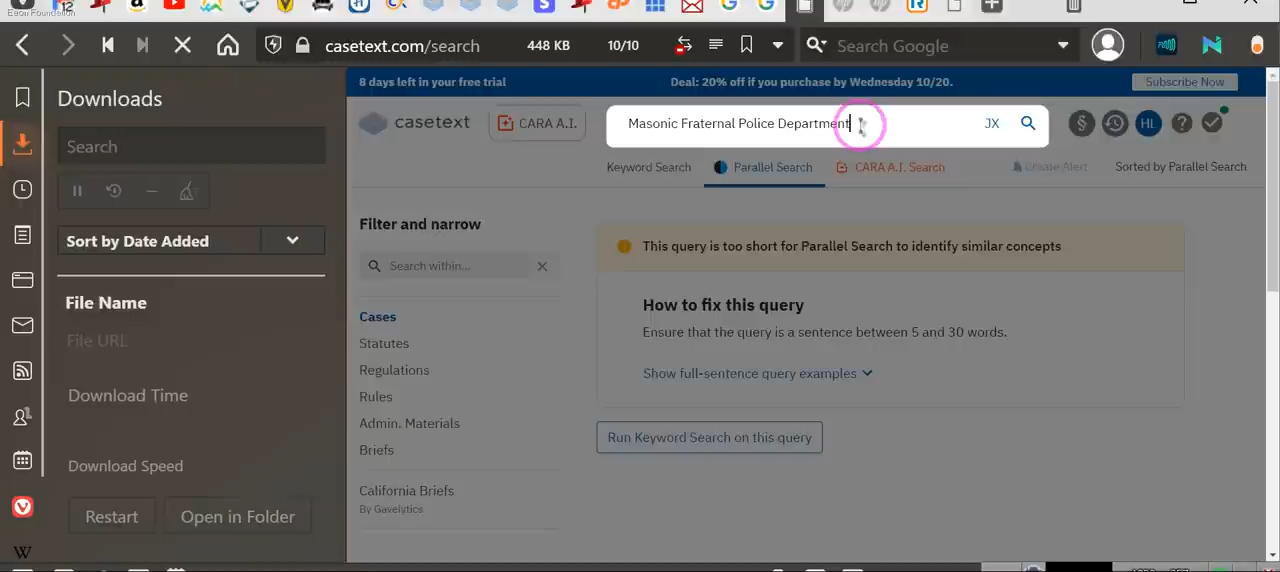 Eaon Foundation
12
casetext.com/search
448 KB
10/10
Search Google
Downloads
Search
Sort by Date Added
File Name
File URL
Download Time
Download Speed
Restart
Open in Folder
W
8 days left in your free trial
Deal: 20% off if you purchase by Wednesday 10/20.
Subscribe Now
casetext
CARA A.I.
Masonic Fraternal Police Department
JX
§
HL
?
Keyword Search
Parallel Search
CARA A.I. Search
Create Alert
Sorted by Parallel Search
Filter and narrow
Search within...
Cases
Statutes
Regulations
Rules
Admin. Materials
Briefs
California Briefs
By Gavelytics
This query is too short for Parallel Search to identify similar concepts
How to fix this query
Ensure that the query is a sentence between 5 and 30 words.
Show full-sentence query examples
Run Keyword Search on this query